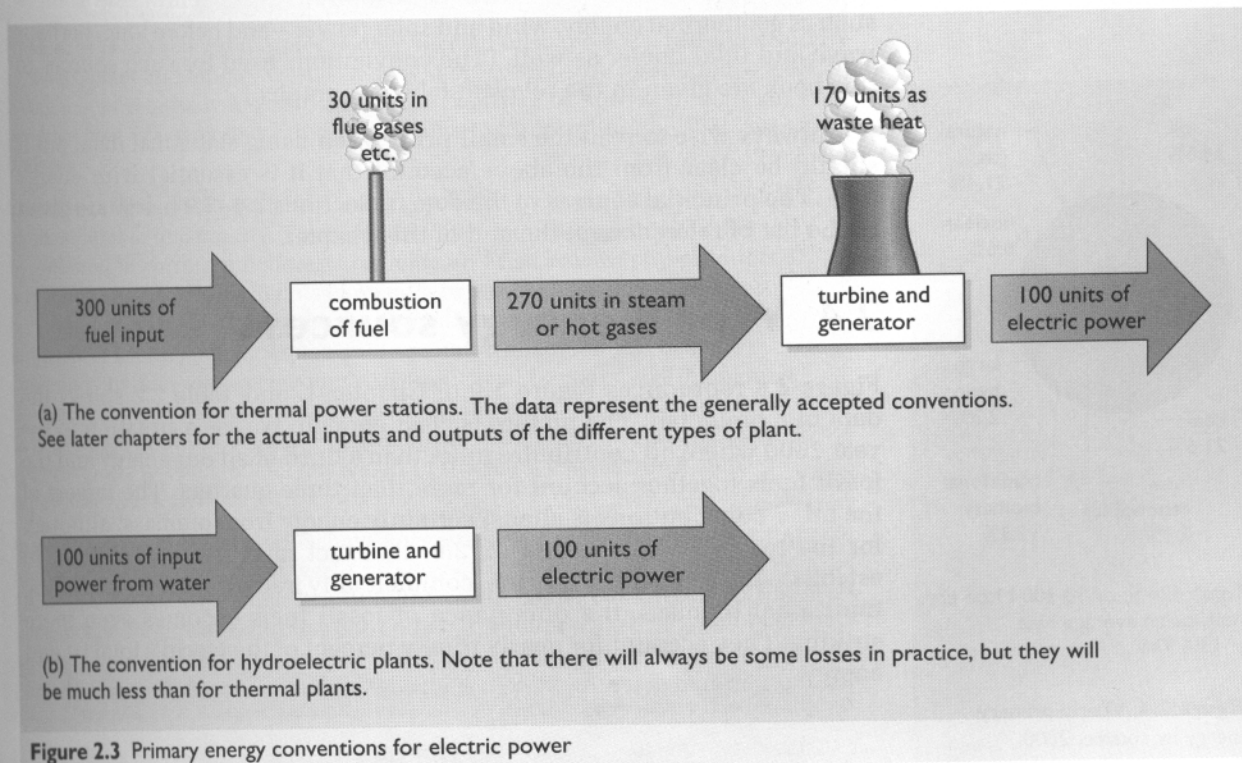 30 units in
flue gases
etc.
170 units as
waste heat
300 units of
fuel input
combustion
of fuel
270 units in steam
or hot gases
turbine and
generator
100 units of
electric power
(a) The convention for thermal power stations. The data represent the generally accepted conventions.
See later chapters for the actual inputs and outputs of the different types of plant.
100 units of input
power from water
turbine and
generator
100 units of
electric power
(b) The convention for hydroelectric plants. Note that there will always be some losses in practice, but they will
be much less than for thermal plants.
Figure 2.3 Primary energy conventions for electric power